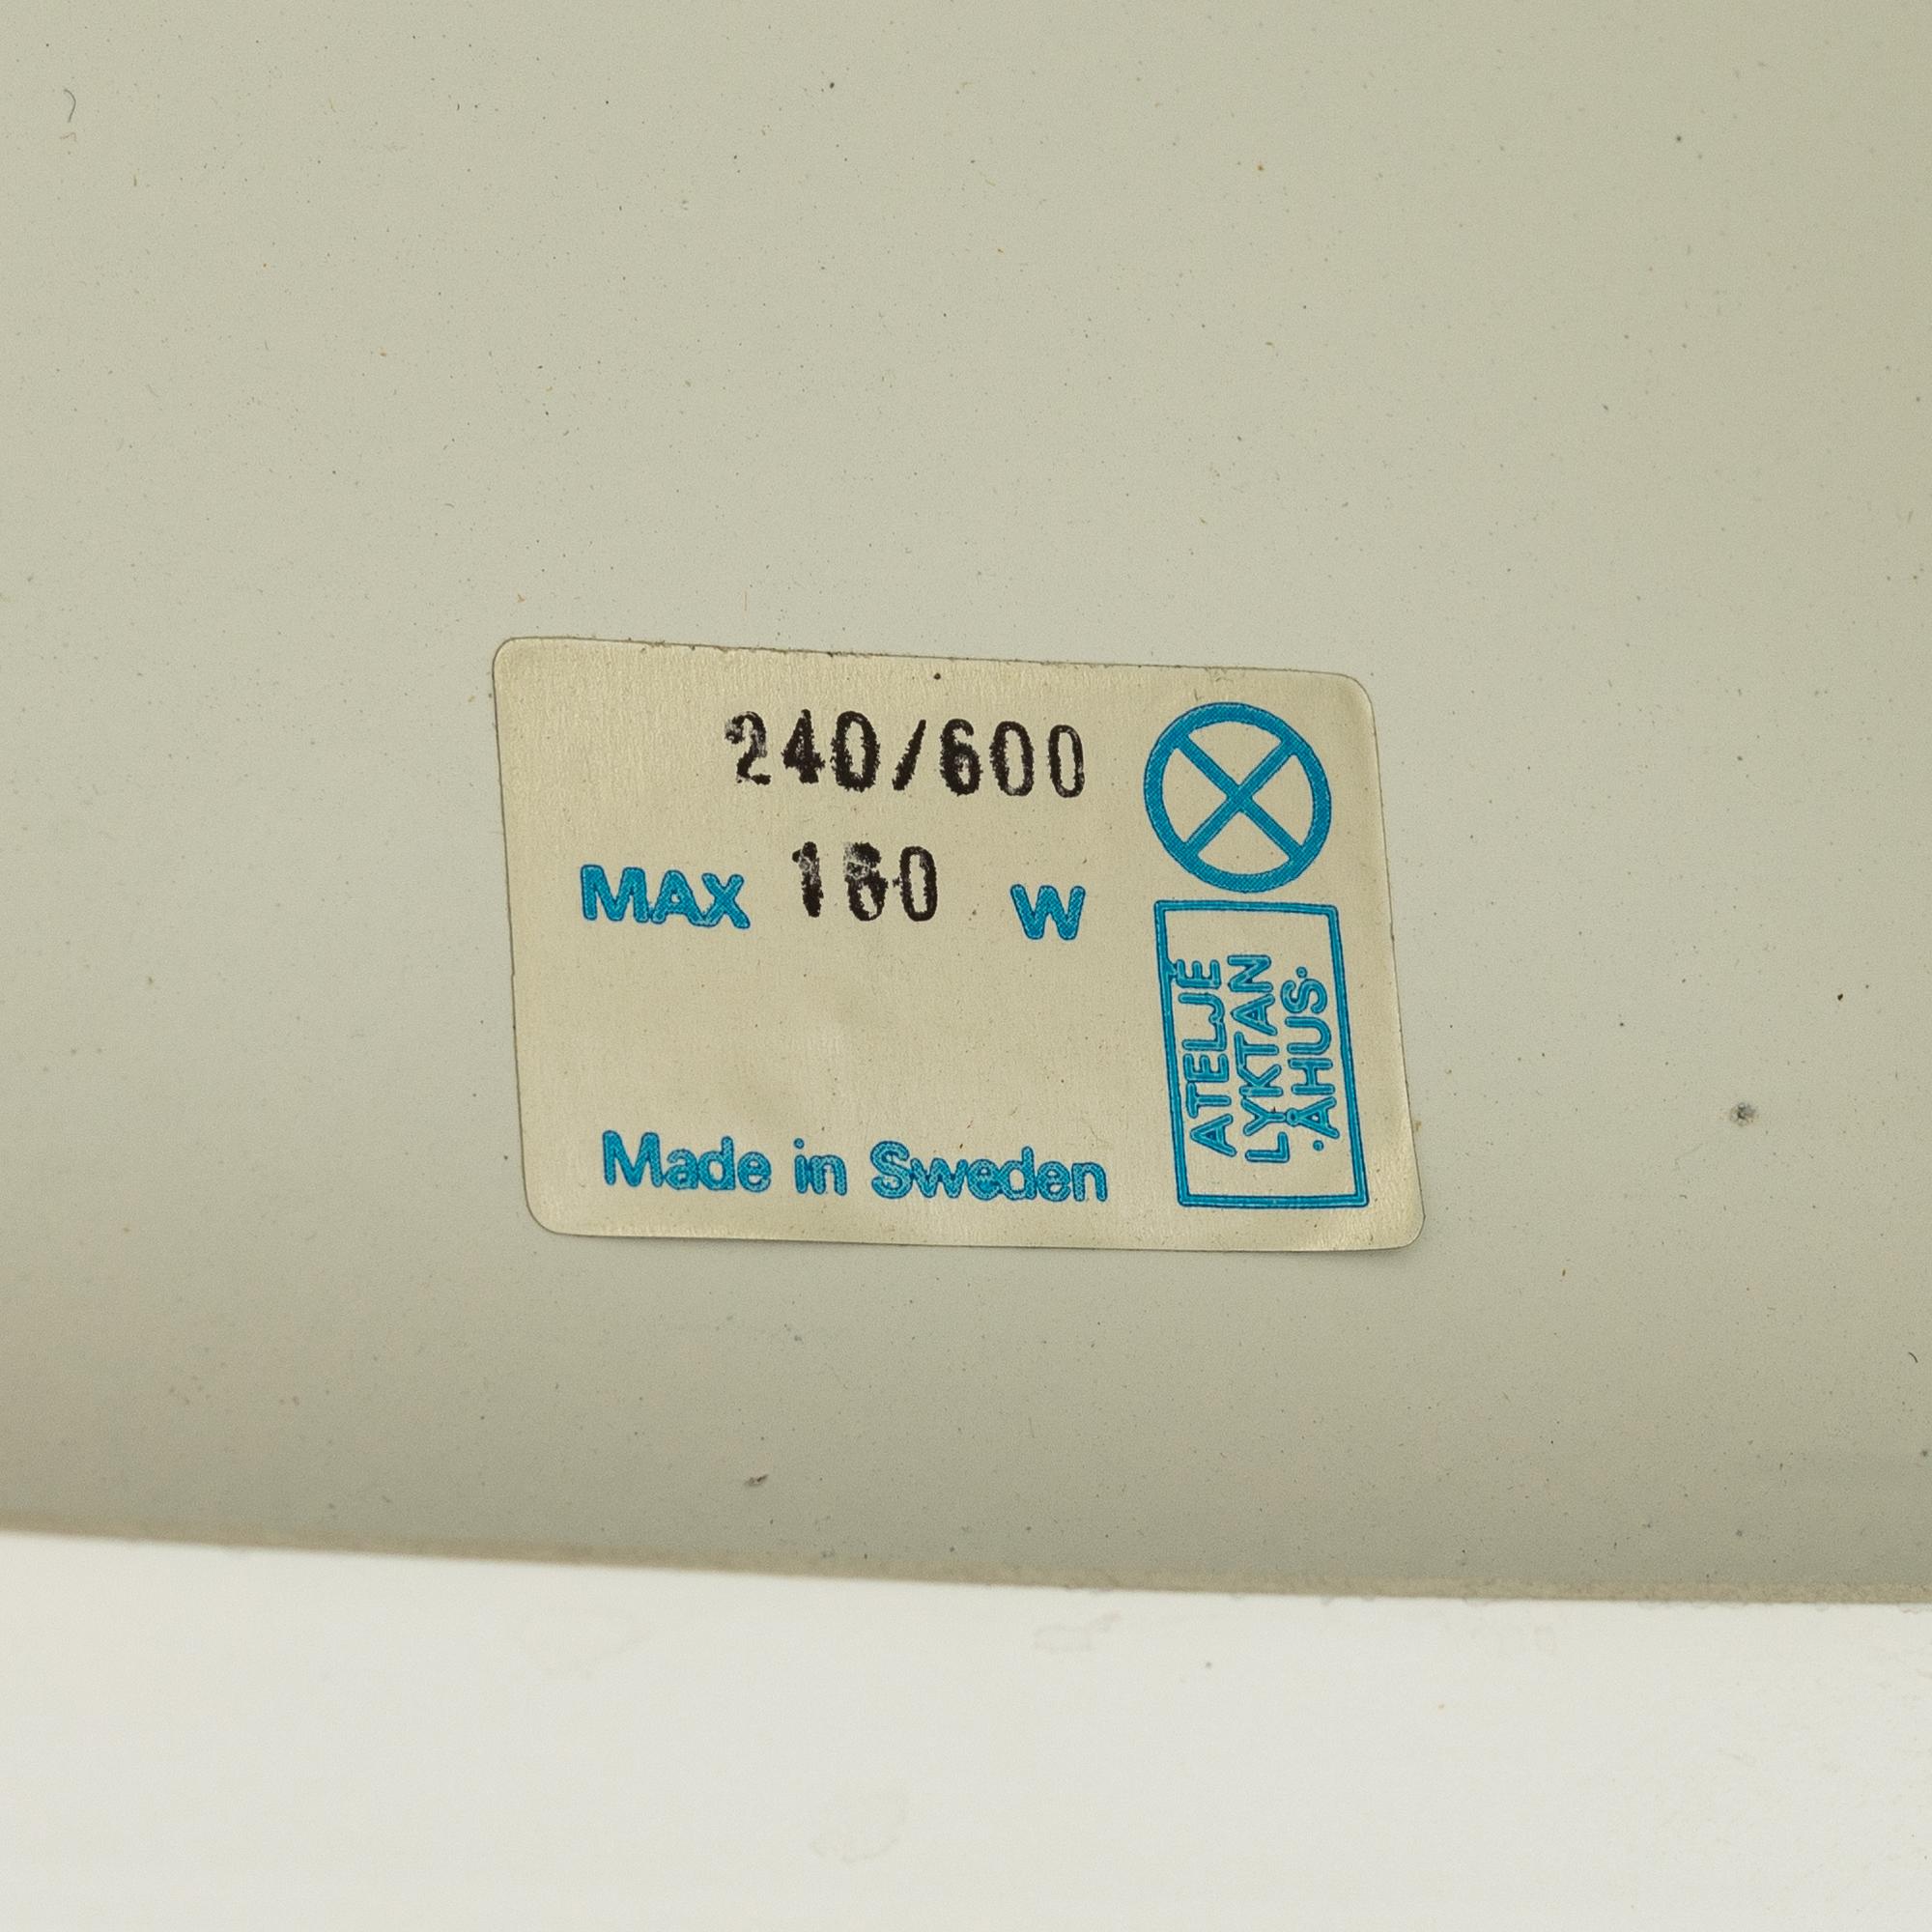 240/600
MAX 160 W
Made in Sweden
ATELJÉ
LYKTAN
·ÅHUS·